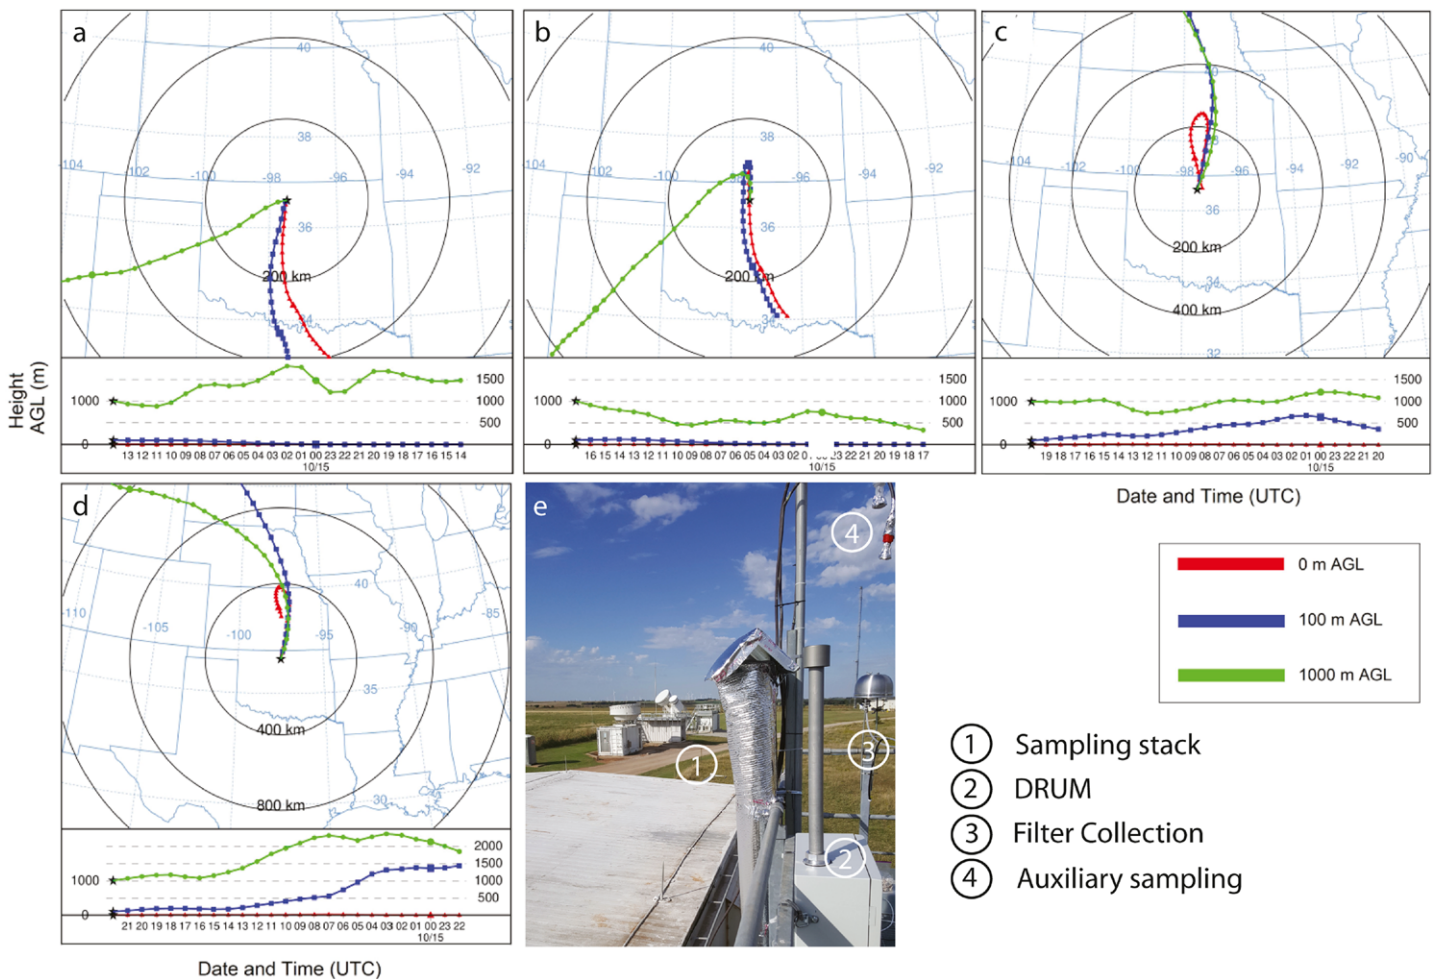 a
40
38
-104
-100
-98
-96
-94
-92
36
200 km
34
Height
AGL (m)
1500
1000
1000
500
0
13 12 11 10 09 08 07 06 05 04 03 02 01 00 23 22 21 20 19 18 17 16 15 14
10/15
b
40
38
-104
-100
-98
-96
-94
-92
36
200 km
34
1500
1000
1000
500
0
16 15 14 13 12 11 10 09 08 07 06 05 04 03 02 23 22 21 20 19 18 17
10/15
c
38
-104
-100
-98
-96
-92
-90
36
200 km
34
400 km
32
1500
1000
1000
500
0
19 18 17 16 15 14 13 12 11 10 09 08 07 06 05 04 03 02 01 00 23 22 21 20
10/15
Date and Time (UTC)
d
40
-110
-105
-100
-95
-90
-85
35
400 km
800 km
30
2000
1500
1000
1000
500
0
21 20 19 18 17 16 15 14 13 12 11 10 09 08 07 06 05 04 03 02 01 00 23 22
10/15
Date and Time (UTC)
e
4
1
3
2
0 m AGL
100 m AGL
1000 m AGL
1 Sampling stack
2 DRUM
3 Filter Collection
4 Auxiliary sampling